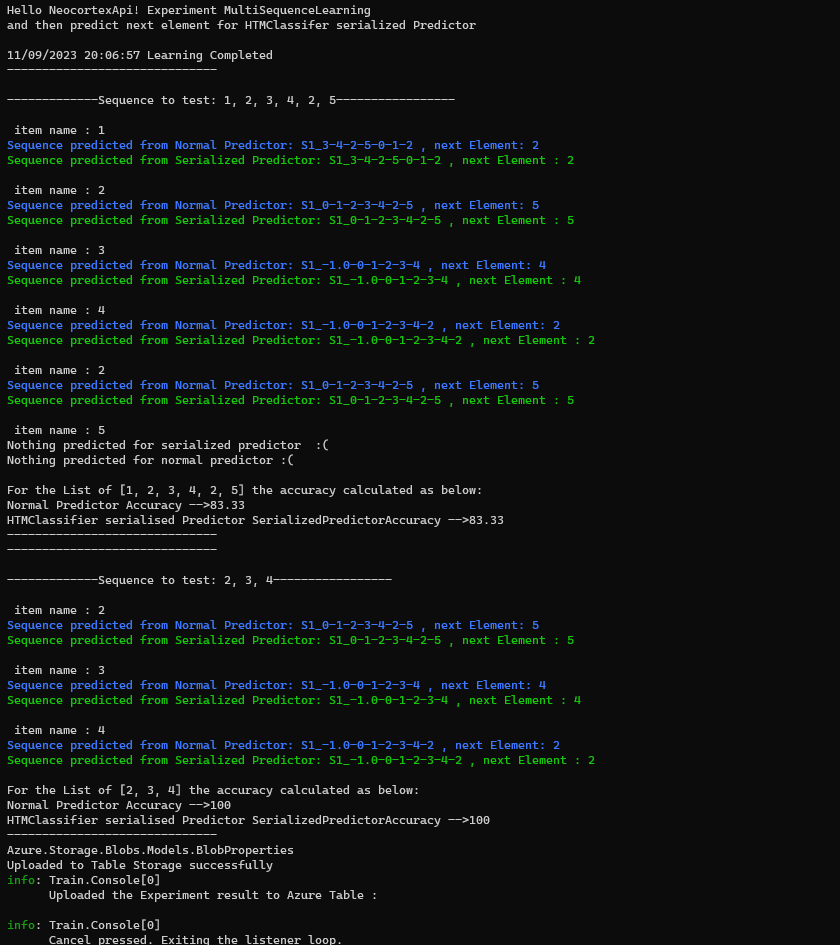 Hello NeocortexApi! Experiment MultiSequenceLearning
and then predict next element for HTMClassifer serialized Predictor
11/09/2023 20:06:57 Learning Completed
------------------------------
-------------Sequence to test: 1, 2, 3, 4, 2, 5-----------------
item name : 1
Sequence predicted from Normal Predictor: S1_3-4-2-5-0-1-2 , next Element: 2
Sequence predicted from Serialized Predictor: S1_3-4-2-5-0-1-2 , next Element : 2
item name : 2
Sequence predicted from Normal Predictor: S1_0-1-2-3-4-2-5 , next Element: 5
Sequence predicted from Serialized Predictor: S1_0-1-2-3-4-2-5 , next Element : 5
item name : 3
Sequence predicted from Normal Predictor: S1_-1.0-0-1-2-3-4 , next Element: 4
Sequence predicted from Serialized Predictor: S1_-1.0-0-1-2-3-4 , next Element : 4
item name : 4
Sequence predicted from Normal Predictor: S1_-1.0-0-1-2-3-4-2 , next Element: 2
Sequence predicted from Serialized Predictor: S1_-1.0-0-1-2-3-4-2 , next Element : 2
item name : 2
Sequence predicted from Normal Predictor: S1_0-1-2-3-4-2-5 , next Element: 5
Sequence predicted from Serialized Predictor: S1_0-1-2-3-4-2-5 , next Element : 5
item name : 5
Nothing predicted for serialized predictor  :(
Nothing predicted for normal predictor :(
For the List of [1, 2, 3, 4, 2, 5] the accuracy calculated as below:
Normal Predictor Accuracy -->83.33
HTMClassifier serialised Predictor SerializedPredictorAccuracy -->83.33
------------------------------
------------------------------
-------------Sequence to test: 2, 3, 4-----------------
item name : 2
Sequence predicted from Normal Predictor: S1_0-1-2-3-4-2-5 , next Element: 5
Sequence predicted from Serialized Predictor: S1_0-1-2-3-4-2-5 , next Element : 5
item name : 3
Sequence predicted from Normal Predictor: S1_-1.0-0-1-2-3-4 , next Element: 4
Sequence predicted from Serialized Predictor: S1_-1.0-0-1-2-3-4 , next Element : 4
item name : 4
Sequence predicted from Normal Predictor: S1_-1.0-0-1-2-3-4-2 , next Element: 2
Sequence predicted from Serialized Predictor: S1_-1.0-0-1-2-3-4-2 , next Element : 2
For the List of [2, 3, 4] the accuracy calculated as below:
Normal Predictor Accuracy -->100
HTMClassifier serialised Predictor SerializedPredictorAccuracy -->100
------------------------------
Azure.Storage.Blobs.Models.BlobProperties
Uploaded to Table Storage successfully
info: Train.Console[0]
Uploaded the Experiment result to Azure Table :
info: Train.Console[0]
Cancel pressed. Exiting the listener loop.